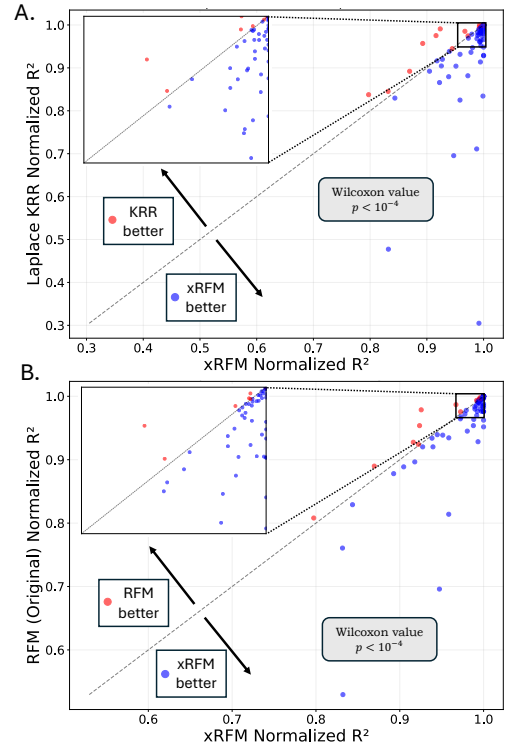 A.
Laplace KRR Normalized R²
1.0
0.9
0.8
0.7
0.6
0.5
0.4
0.3
KRR
better
xRFM
better
Wilcoxon value
p < 10⁻⁴
0.3 0.4 0.5 0.6 0.7 0.8 0.9 1.0
xRFM Normalized R²
B.
RFM (Original) Normalized R²
1.0
0.9
0.8
0.7
0.6
RFM
better
xRFM
better
Wilcoxon value
p < 10⁻⁴
0.6 0.7 0.8 0.9 1.0
xRFM Normalized R²